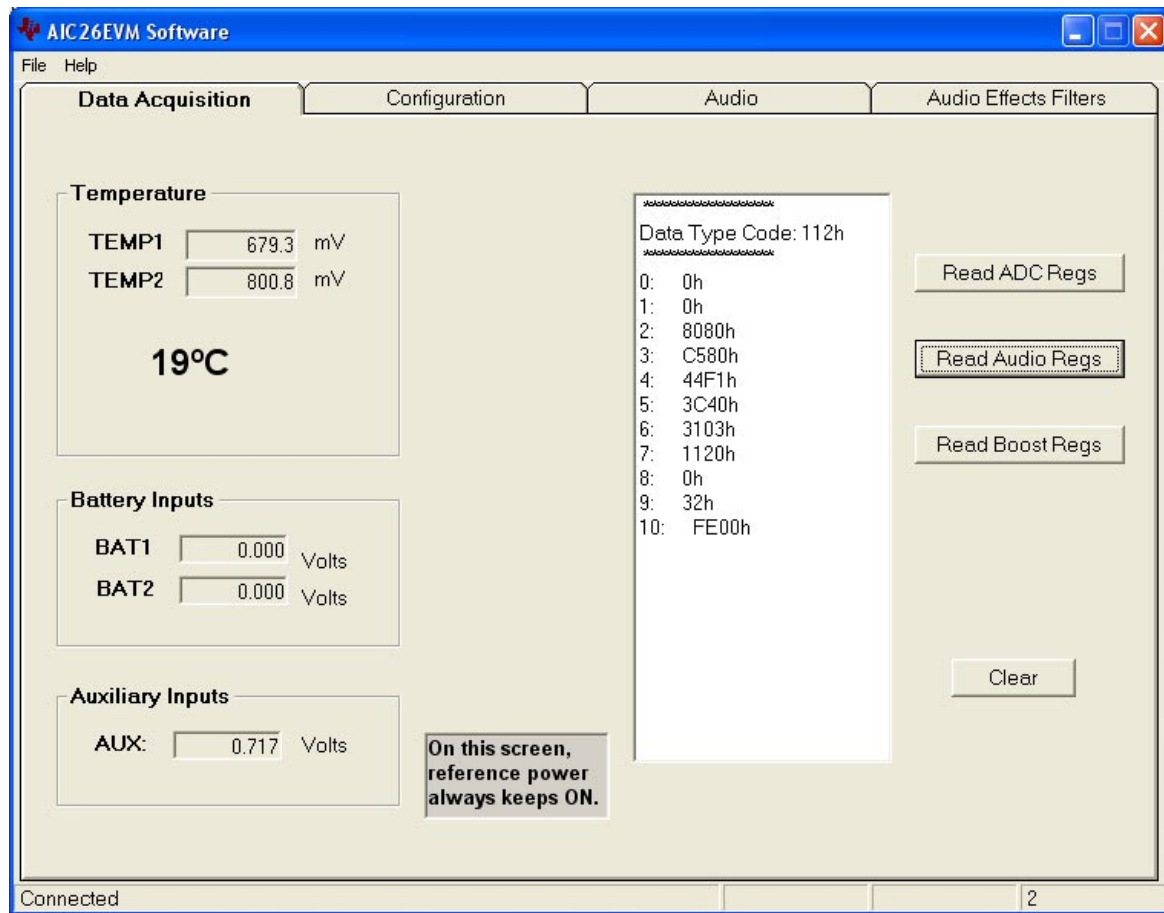 AIC26EVM Software
File Help
Data Acquisition Configuration Audio Audio Effects Filters
Temperature
TEMP1 679.3 mV
TEMP2 800.8 mV
19ºC
Battery Inputs
BAT1 0.000 Volts
BAT2 0.000 Volts
Auxiliary Inputs
AUX: 0.717 Volts
On this screen,
reference power
always keeps ON.
********************
Data Type Code: 112h
********************
0: 0h
1: 0h
2: 8080h
3: C580h
4: 44F1h
5: 3C40h
6: 3103h
7: 1120h
8: 0h
9: 32h
10: FE00h
Read ADC Regs
Read Audio Regs
Read Boost Regs
Clear
Connected 2